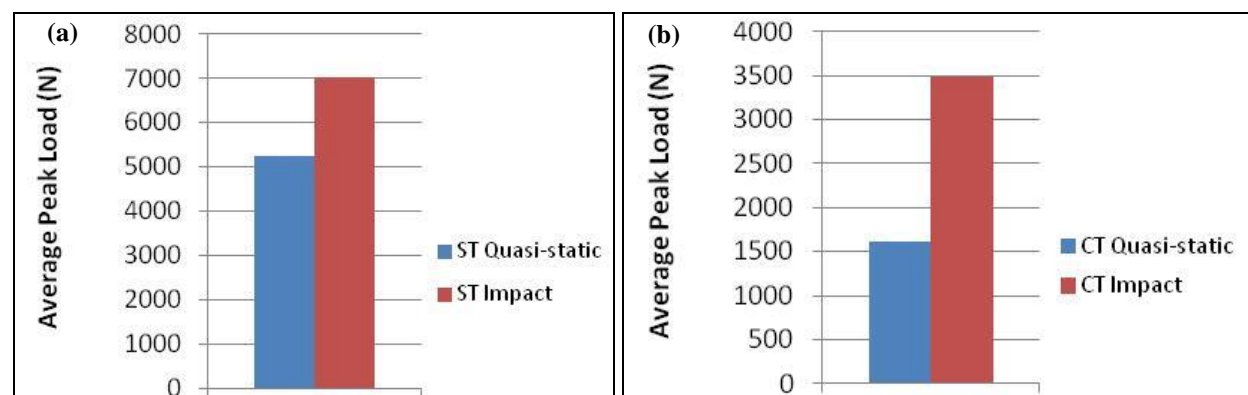 (a)
Average Peak Load (N)
8000
7000
6000
5000
4000
3000
2000
1000
0
ST Quasi-static
ST Impact
(b)
Average Peak Load (N)
4000
3500
3000
2500
2000
1500
1000
500
0
CT Quasi-static
CT Impact